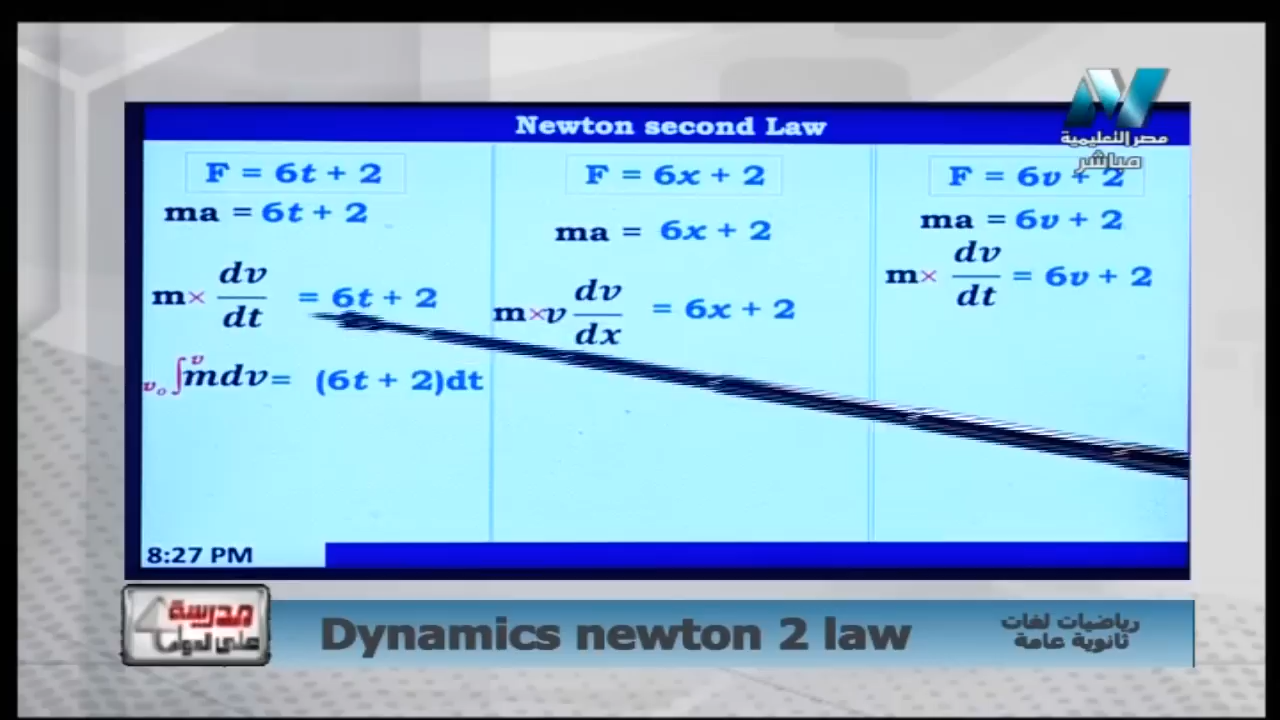 Newton second Law
مصر التعليمية
مباشر
F = 6t + 2
ma = 6t + 2
m× dv/dt = 6t + 2
v₀∫ᵛ mdv = (6t + 2)dt
F = 6x + 2
ma = 6x + 2
m×v dv/dx = 6x + 2
F = 6v + 2
ma = 6v + 2
m× dv/dt = 6v + 2
8:27 PM
مدرسة
على الهواء
Dynamics newton 2 law
رياضيات لغات
ثانوية عامة